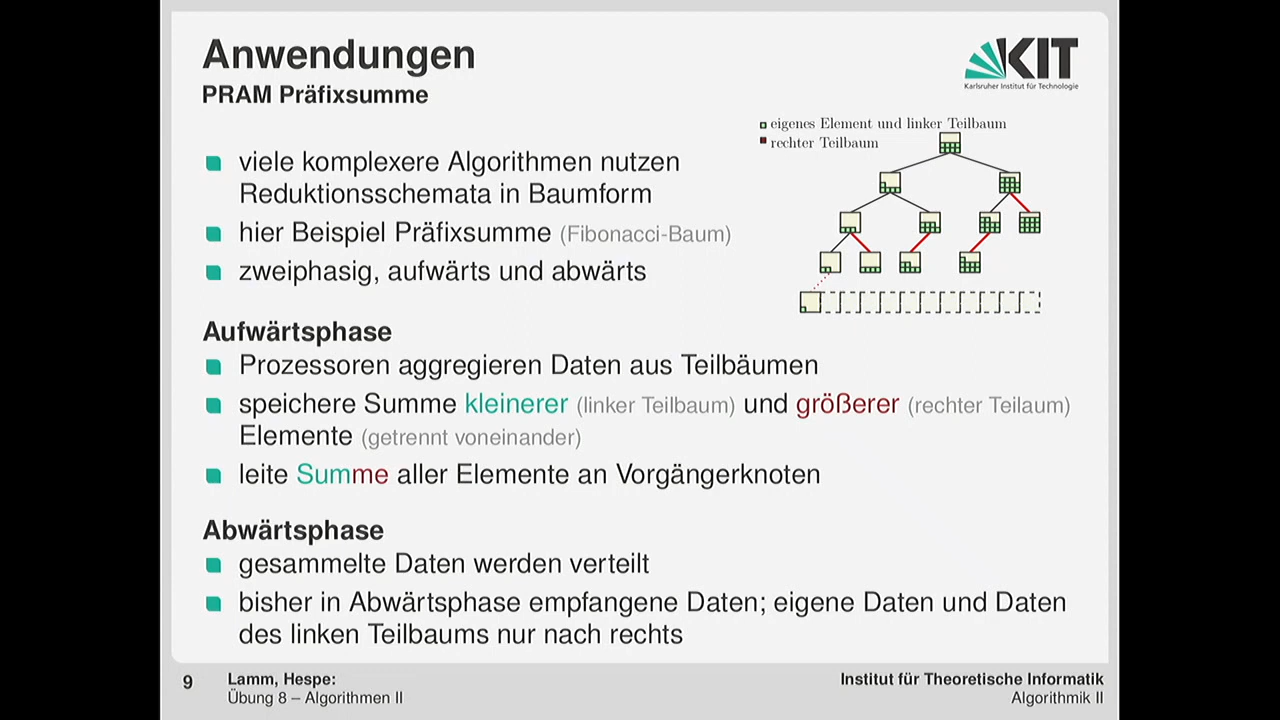 Anwendungen
PRAM Präfixsumme
KIT
Karlsruher Institut für Technologie
eigenes Element und linker Teilbaum
rechter Teilbaum
viele komplexere Algorithmen nutzen
Reduktionsschemata in Baumform
hier Beispiel Präfixsumme (Fibonacci-Baum)
zweiphasig, aufwärts und abwärts
Aufwärtsphase
Prozessoren aggregieren Daten aus Teilbäumen
speichere Summe kleinerer (linker Teilbaum) und größerer (rechter Teilaum)
Elemente (getrennt voneinander)
leite Summe aller Elemente an Vorgängerknoten
Abwärtsphase
gesammelte Daten werden verteilt
bisher in Abwärtsphase empfangene Daten; eigene Daten und Daten
des linken Teilbaums nur nach rechts
9 Lamm, Hespe: Institut für Theoretische Informatik
Übung 8 – Algorithmen II Algorithmik II